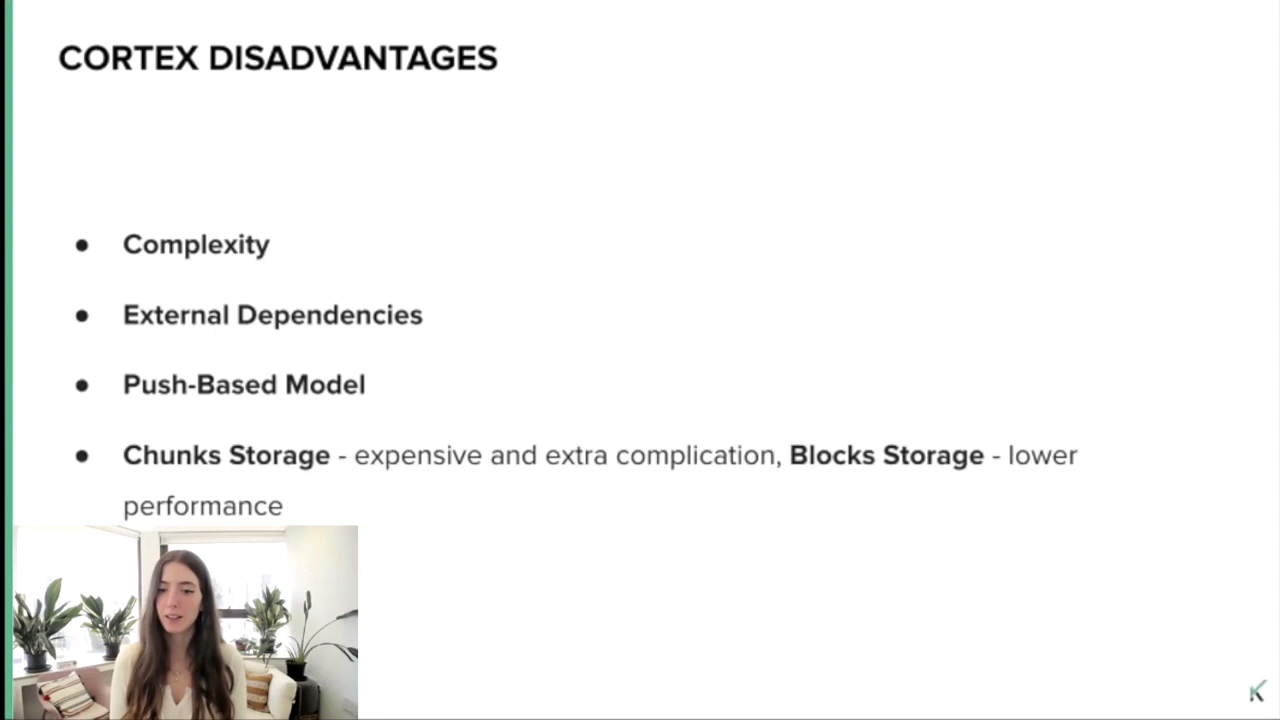 CORTEX DISADVANTAGES
● Complexity
● External Dependencies
● Push-Based Model
● Chunks Storage - expensive and extra complication, Blocks Storage - lower
performance